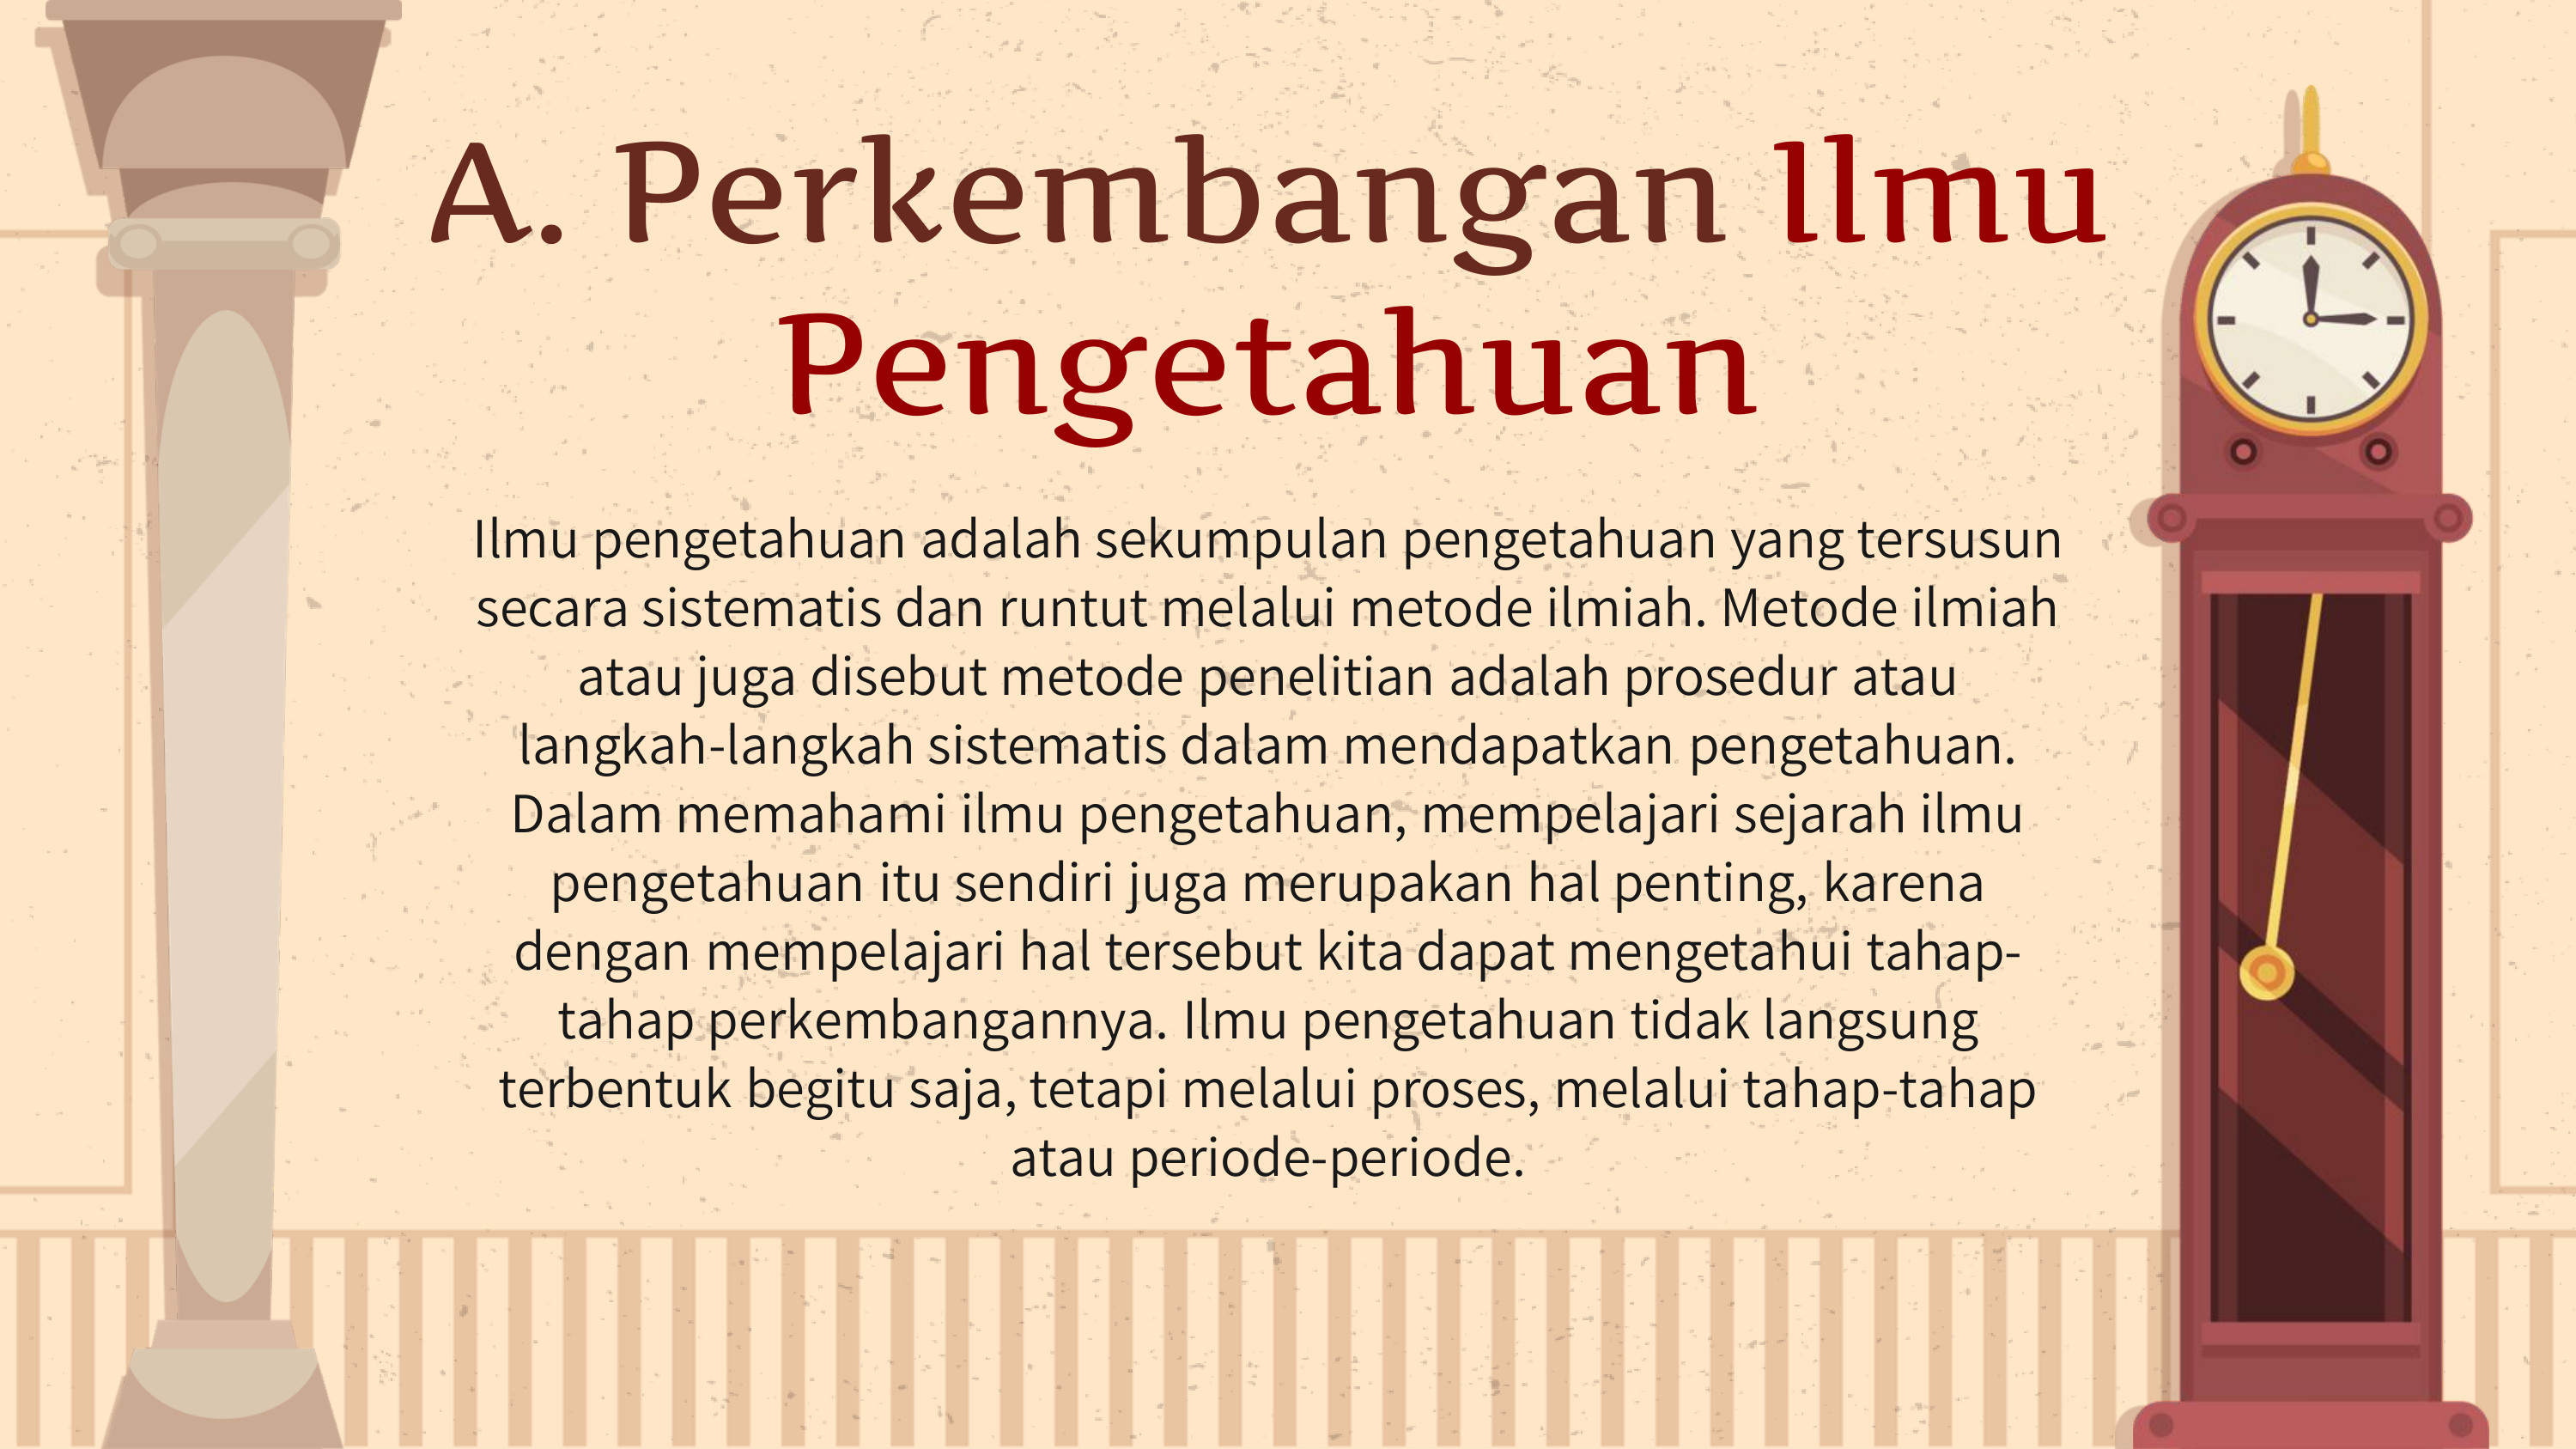 A. Perkembangan Ilmu
Pengetahuan
Ilmu pengetahuan adalah sekumpulan pengetahuan yang tersusun
secara sistematis dan runtut melalui metode ilmiah. Metode ilmiah
atau juga disebut metode penelitian adalah prosedur atau
langkah-langkah sistematis dalam mendapatkan pengetahuan.
Dalam memahami ilmu pengetahuan, mempelajari sejarah ilmu
pengetahuan itu sendiri juga merupakan hal penting, karena
dengan mempelajari hal tersebut kita dapat mengetahui tahap-
tahap perkembangannya. Ilmu pengetahuan tidak langsung
terbentuk begitu saja, tetapi melalui proses, melalui tahap-tahap
atau periode-periode.